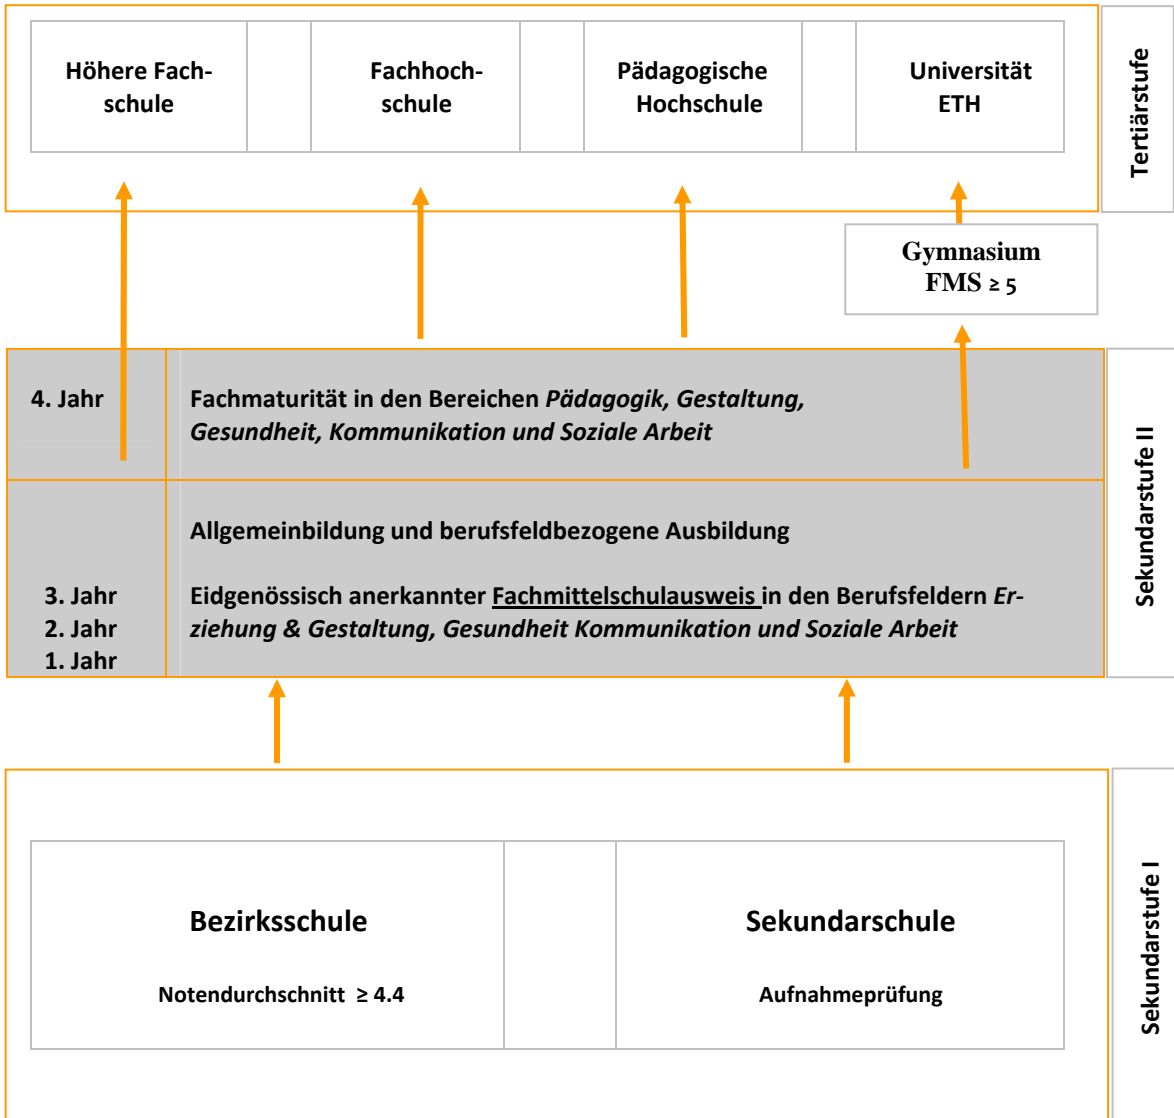 Höhere Fach-
schule
Fachhoch-
schule
Pädagogische
Hochschule
Universität
ETH
Tertiärstufe
Gymnasium
FMS ≥ 5
4. Jahr
Fachmaturität in den Bereichen Pädagogik, Gestaltung,
Gesundheit, Kommunikation und Soziale Arbeit
Allgemeinbildung und berufsfeldbezogene Ausbildung
3. Jahr
2. Jahr
1. Jahr
Eidgenössisch anerkannter Fachmittelschulausweis in den Berufsfeldern Er-
ziehung & Gestaltung, Gesundheit Kommunikation und Soziale Arbeit
Sekundarstufe II
Bezirksschule
Notendurchschnitt ≥ 4.4
Sekundarschule
Aufnahmeprüfung
Sekundarstufe I